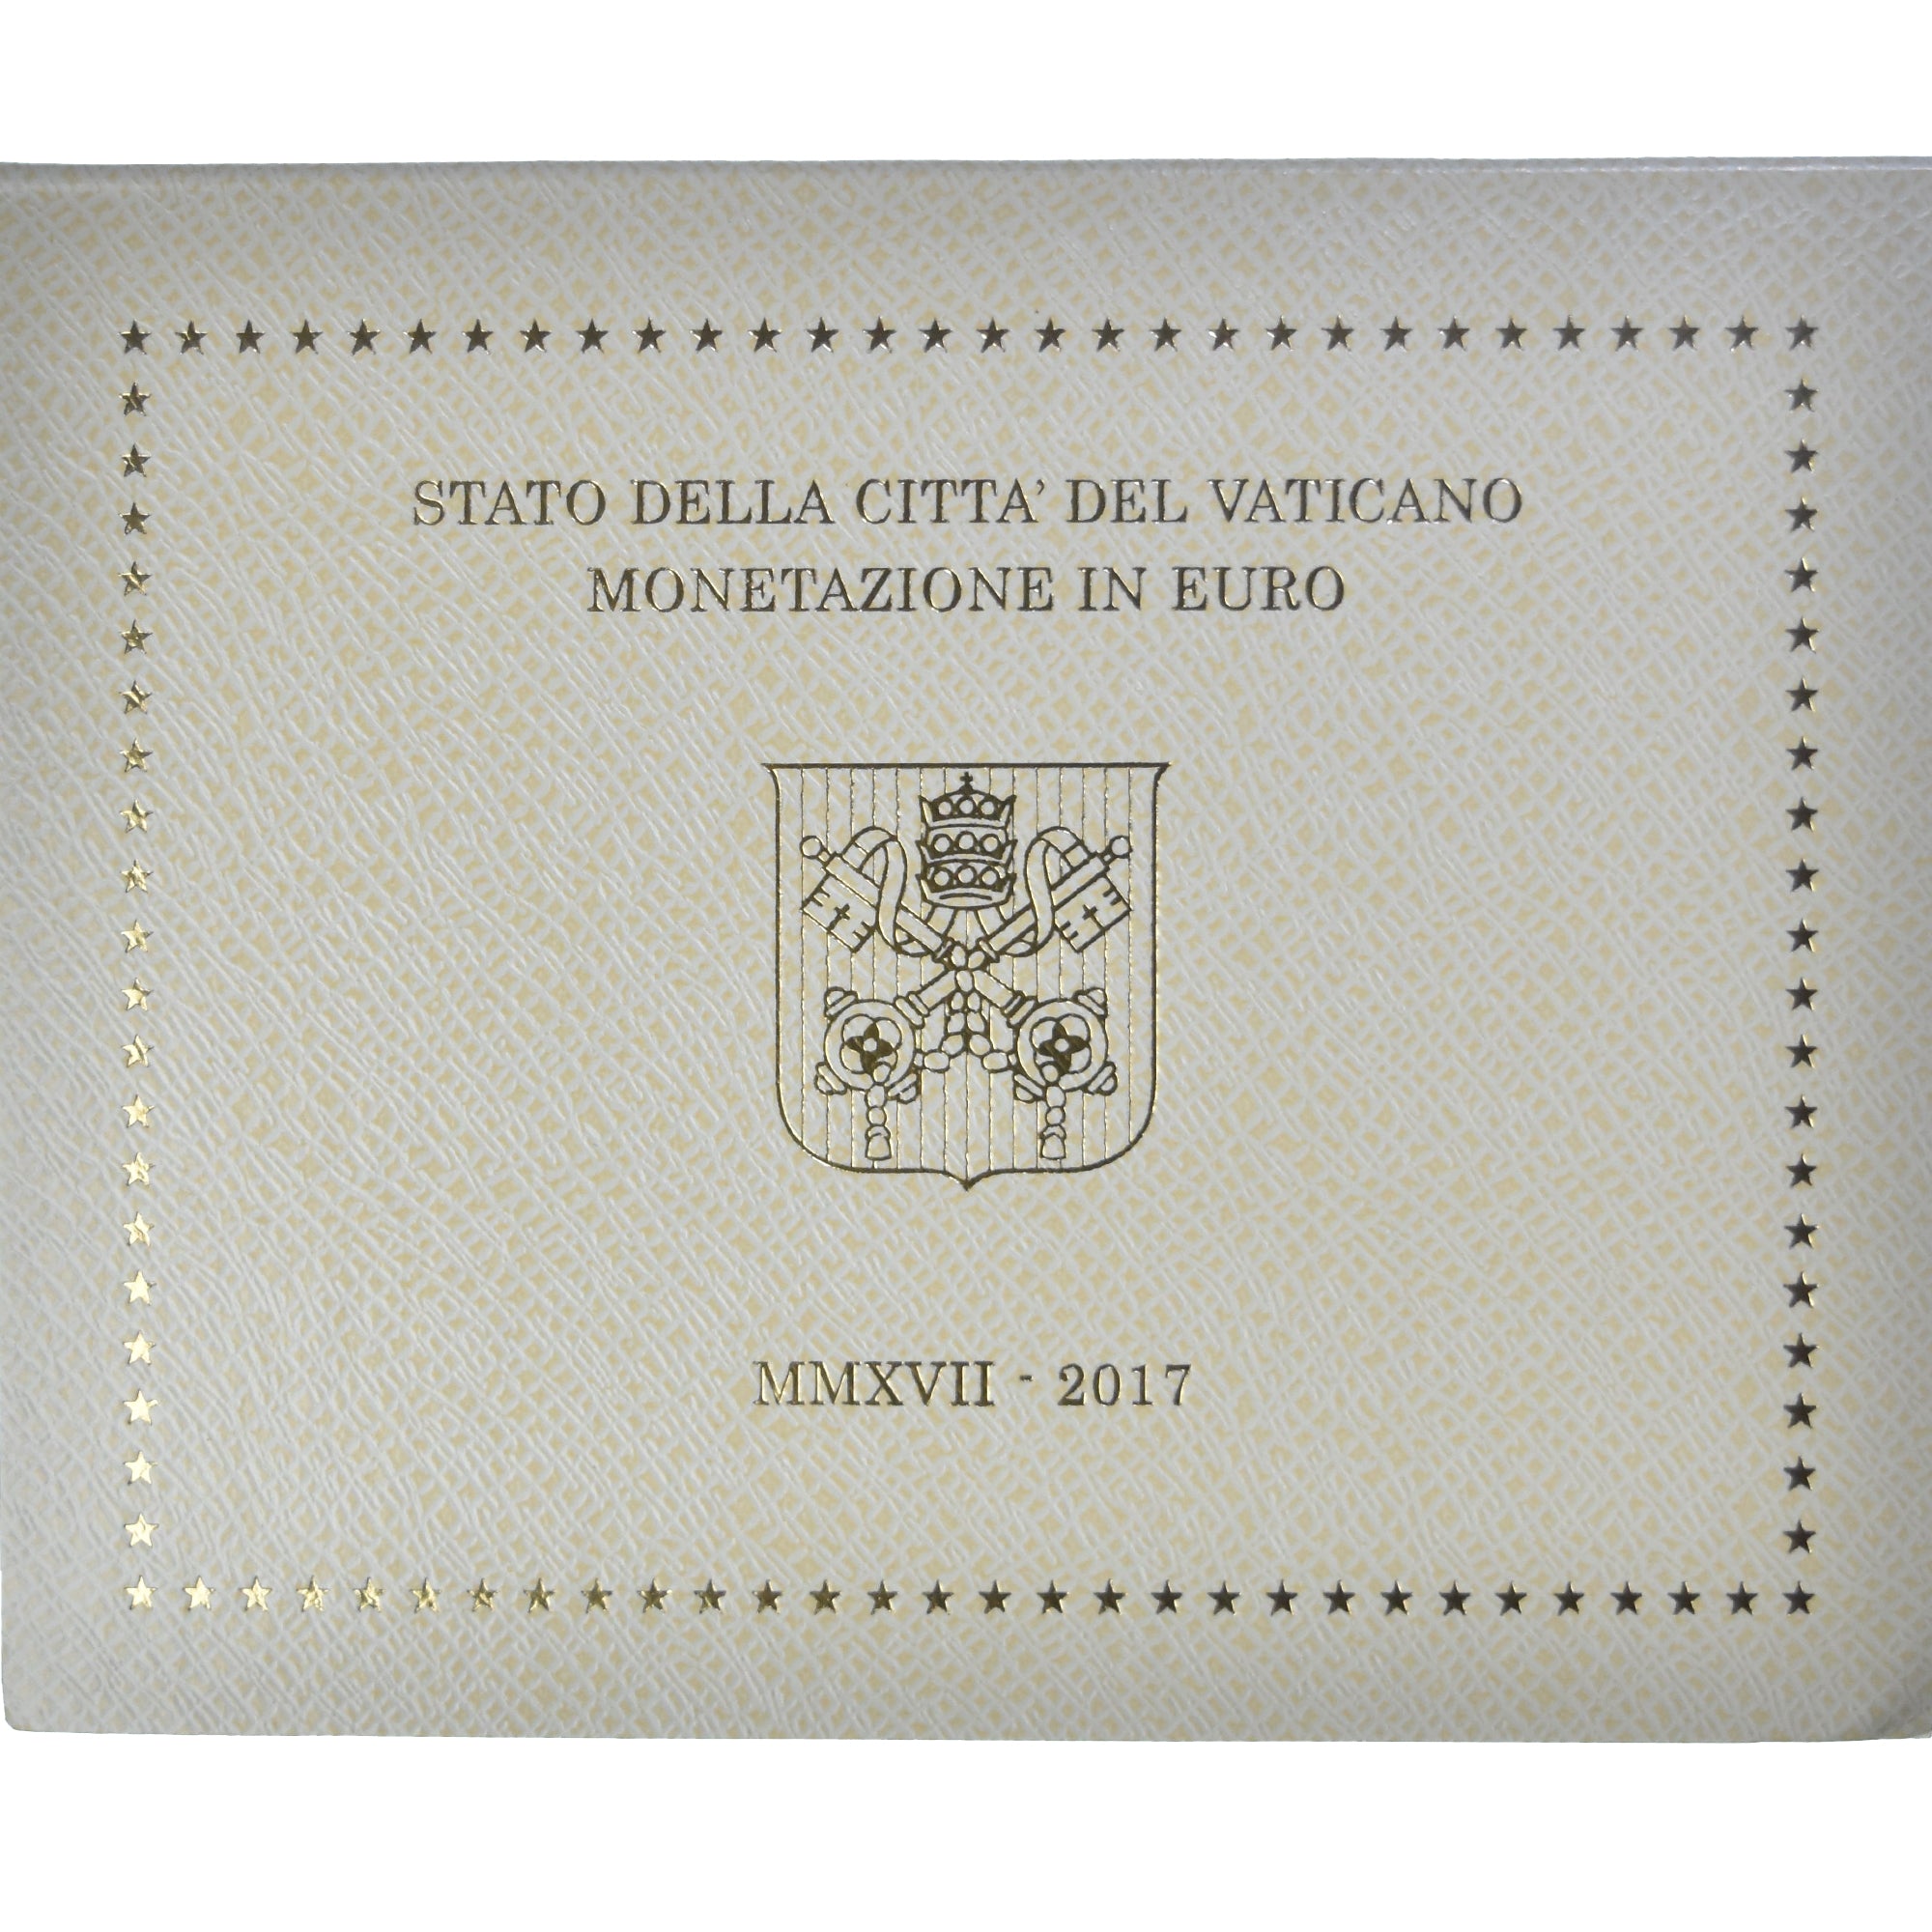 STATO DELLA CITTA' DEL VATICANO
MONETAZIONE IN EURO
MMXVII - 2017